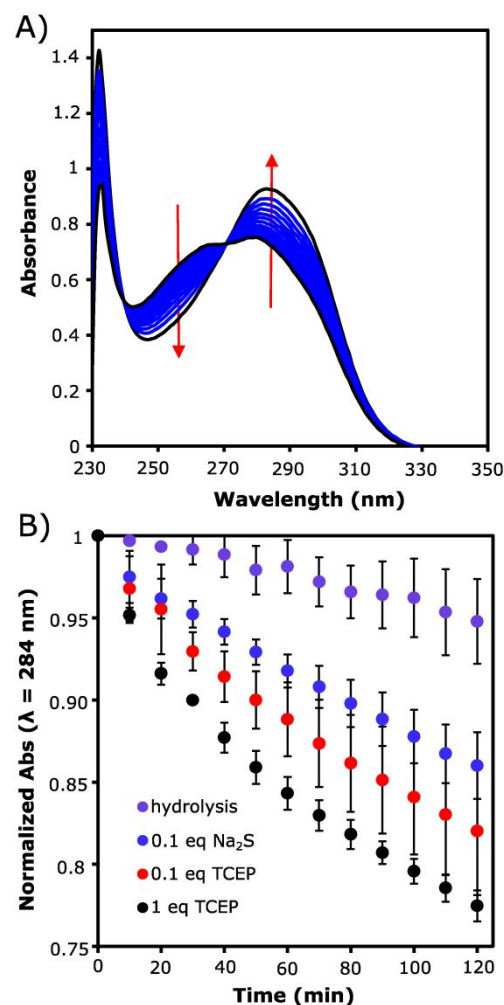 A)
1.4
1.2
1
0.8
0.6
0.4
0.2
0
Absorbance
230
250
270
290
310
330
350
Wavelength (nm)
B)
1
0.95
0.90
0.85
0.8
0.75
Normalized Abs (λ = 284 nm)
hydrolysis
0.1 eq Na₂S
0.1 eq TCEP
1 eq TCEP
0
20
40
60
80
100
120
Time (min)